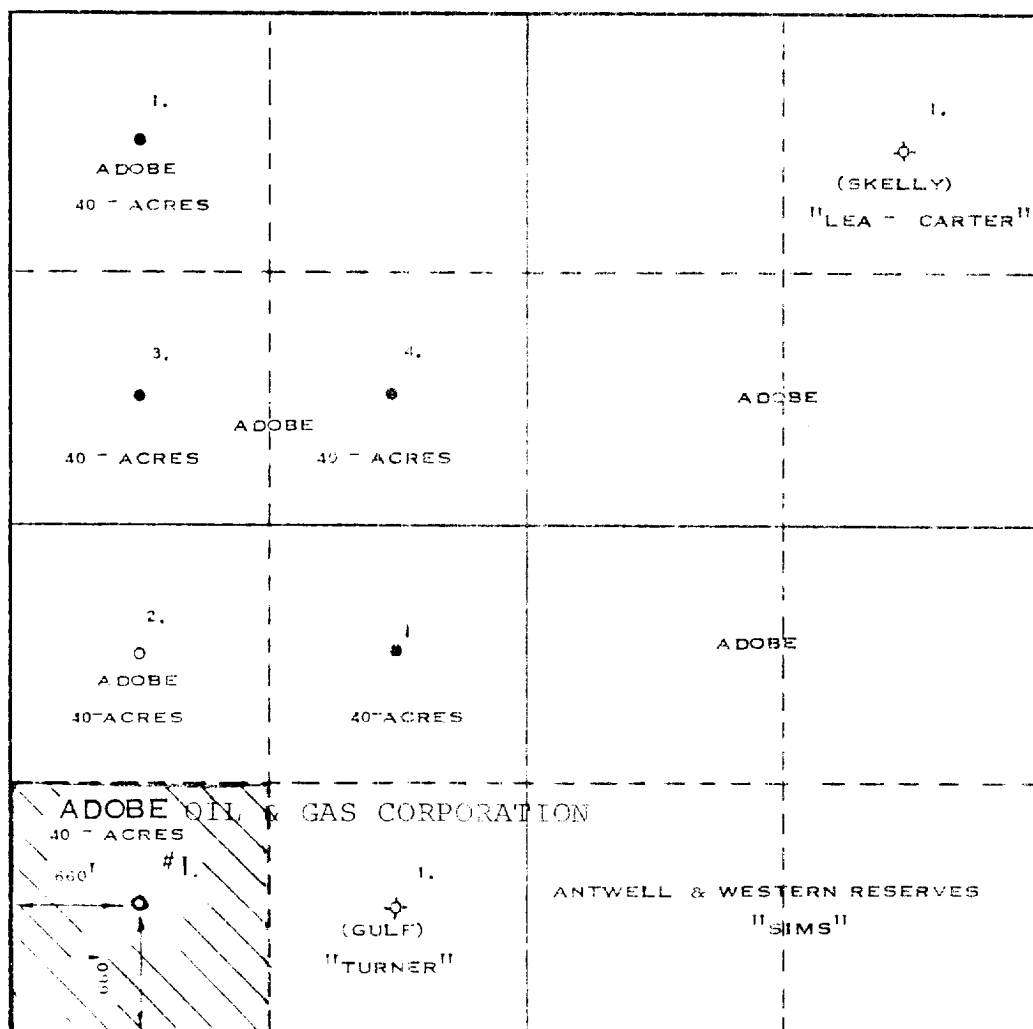 1.
ADOBE
40 - ACRES
1.
(SKELLY)
"LEA - CARTER"
3.
40 - ACRES
4.
ADOBE
40 - ACRES
ADOBE
2.
ADOBE
40-ACRES
1
40-ACRES
ADOBE
ADOBE OIL & GAS CORPORATION
40 - ACRES
#1.
660'
660'
1.
(GULF)
"TURNER"
ANTWELL & WESTERN RESERVES
"SIMS"